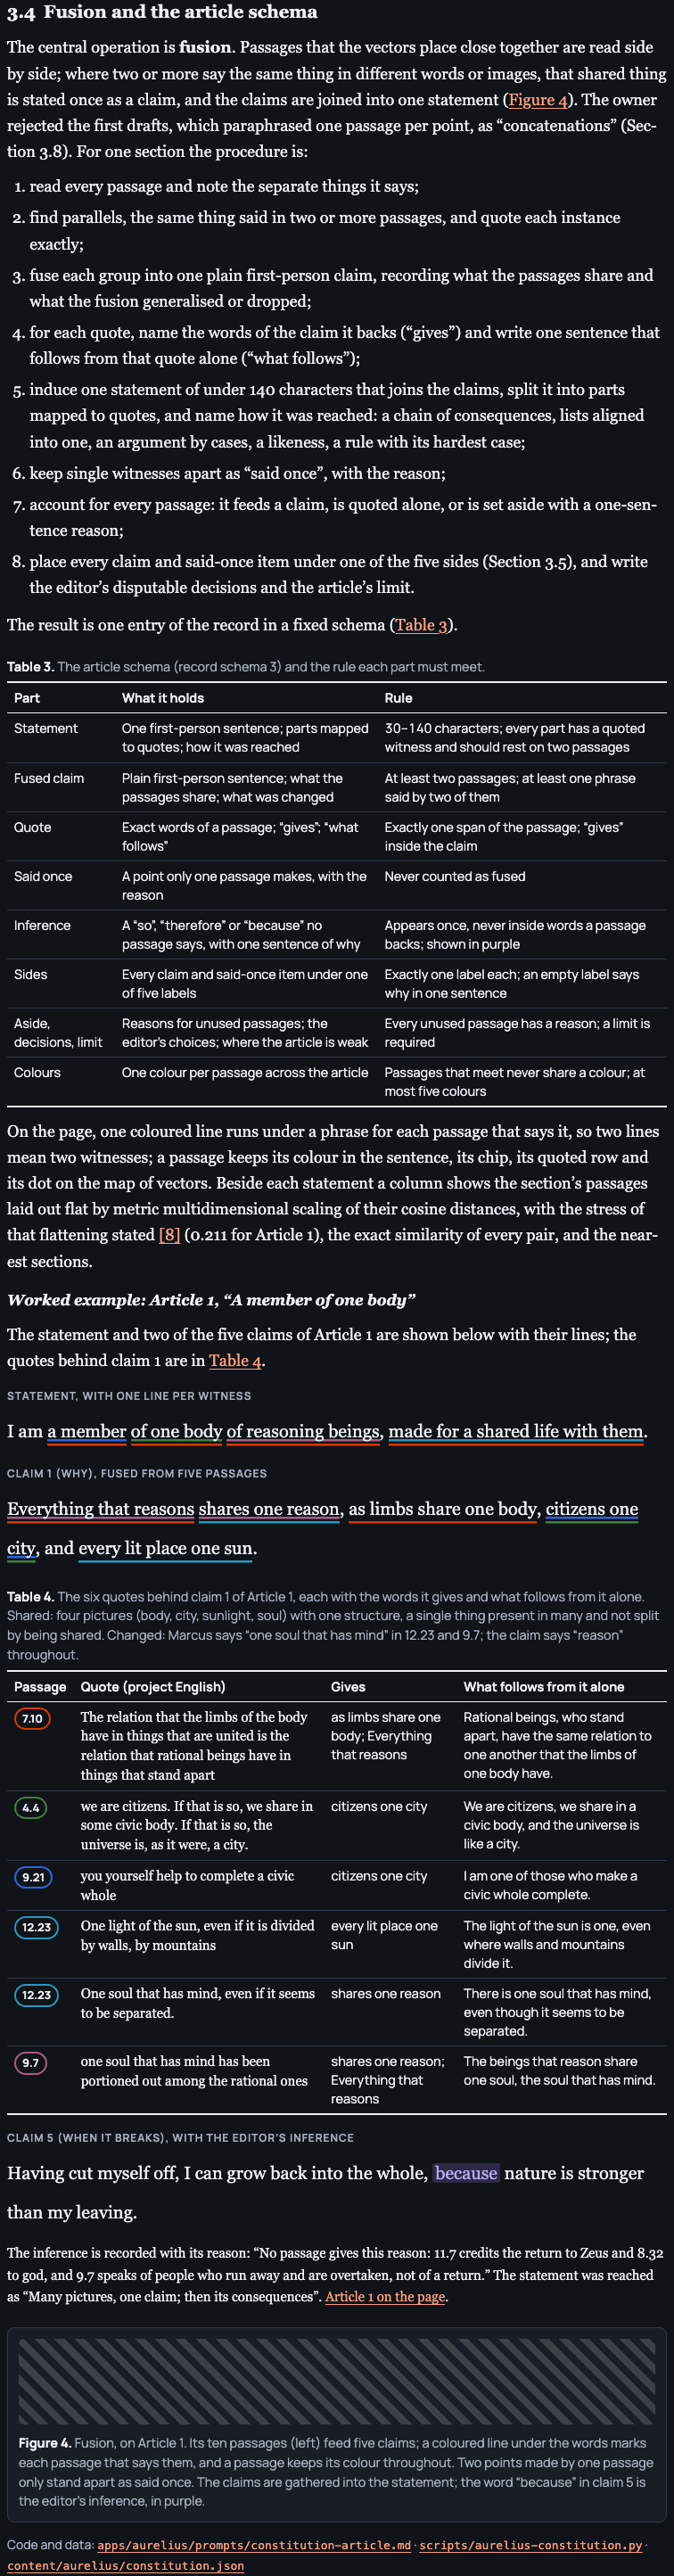 3.4 Fusion and the article schema
The central operation is fusion. Passages that the vectors place close together are read side
by side; where two or more say the same thing in different words or images, that shared thing
is stated once as a claim, and the claims are joined into one statement (Figure 4). The owner
rejected the first drafts, which paraphrased one passage per point, as “concatenations” (Sec-
tion 3.8). For one section the procedure is:
1. read every passage and note the separate things it says;
2. find parallels, the same thing said in two or more passages, and quote each instance
exactly;
3. fuse each group into one plain first-person claim, recording what the passages share and
what the fusion generalised or dropped;
4. for each quote, name the words of the claim it backs (“gives”) and write one sentence that
follows from that quote alone (“what follows”);
5. induce one statement of under 140 characters that joins the claims, split it into parts
mapped to quotes, and name how it was reached: a chain of consequences, lists aligned
into one, an argument by cases, a likeness, a rule with its hardest case;
6. keep single witnesses apart as “said once”, with the reason;
7. account for every passage: it feeds a claim, is quoted alone, or is set aside with a one-sen-
tence reason;
8. place every claim and said-once item under one of the five sides (Section 3.5), and write
the editor’s disputable decisions and the article’s limit.
The result is one entry of the record in a fixed schema (Table 3).
Table 3. The article schema (record schema 3) and the rule each part must meet.
Part What it holds Rule
Statement One first-person sentence; parts mapped 30–140 characters; every part has a quoted
to quotes; how it was reached witness and should rest on two passages
Fused claim Plain first-person sentence; what the At least two passages; at least one phrase
passages share; what was changed said by two of them
Quote Exact words of a passage; “gives”; “what Exactly one span of the passage; “gives”
follows” inside the claim
Said once A point only one passage makes, with the Never counted as fused
reason
Inference A “so”, “therefore” or “because” no Appears once, never inside words a passage
passage says, with one sentence of why backs; shown in purple
Sides Every claim and said-once item under one Exactly one label each; an empty label says
of five labels why in one sentence
Aside, Reasons for unused passages; the Every unused passage has a reason; a limit is
decisions, limit editor’s choices; where the article is weak required
Colours One colour per passage across the article Passages that meet never share a colour; at
most five colours
On the page, one coloured line runs under a phrase for each passage that says it, so two lines
mean two witnesses; a passage keeps its colour in the sentence, its chip, its quoted row and
its dot on the map of vectors. Beside each statement a column shows the section’s passages
laid out flat by metric multidimensional scaling of their cosine distances, with the stress of
that flattening stated [8] (0.211 for Article 1), the exact similarity of every pair, and the near-
est sections.
Worked example: Article 1, “A member of one body”
The statement and two of the five claims of Article 1 are shown below with their lines; the
quotes behind claim 1 are in Table 4.
STATEMENT, WITH ONE LINE PER WITNESS
I am a member of one body of reasoning beings, made for a shared life with them.
CLAIM 1 (WHY), FUSED FROM FIVE PASSAGES
Everything that reasons shares one reason, as limbs share one body, citizens one
city, and every lit place one sun.
Table 4. The six quotes behind claim 1 of Article 1, each with the words it gives and what follows from it alone.
Shared: four pictures (body, city, sunlight, soul) with one structure, a single thing present in many and not split
by being shared. Changed: Marcus says “one soul that has mind” in 12.23 and 9.7; the claim says “reason”
throughout.
Passage Quote (project English) Gives What follows from it alone
7.10 The relation that the limbs of the body as limbs share one Rational beings, who stand
have in things that are united is the body; Everything apart, have the same relation to
relation that rational beings have in that reasons one another that the limbs of
things that stand apart one body have.
4.4 we are citizens. If that is so, we share in citizens one city We are citizens, we share in a
some civic body. If that is so, the civic body, and the universe is
universe is, as it were, a city. like a city.
9.21 you yourself help to complete a civic citizens one city I am one of those who make a
whole civic whole complete.
12.23 One light of the sun, even if it is divided every lit place one The light of the sun is one, even
by walls, by mountains sun where walls and mountains
divide it.
12.23 One soul that has mind, even if it seems shares one reason There is one soul that has mind,
to be separated. even though it seems to be
separated.
9.7 one soul that has mind has been shares one reason; The beings that reason share
portioned out among the rational ones Everything that one soul, the soul that has mind.
reasons
CLAIM 5 (WHEN IT BREAKS), WITH THE EDITOR’S INFERENCE
Having cut myself off, I can grow back into the whole, because nature is stronger
than my leaving.
The inference is recorded with its reason: “No passage gives this reason: 11.7 credits the return to Zeus and 8.32
to god, and 9.7 speaks of people who run away and are overtaken, not of a return.” The statement was reached
as “Many pictures, one claim; then its consequences”. Article 1 on the page.
Figure 4. Fusion, on Article 1. Its ten passages (left) feed five claims; a coloured line under the words marks
each passage that says them, and a passage keeps its colour throughout. Two points made by one passage
only stand apart as said once. The claims are gathered into the statement; the word “because” in claim 5 is
the editor’s inference, in purple.
Code and data: apps/aurelius/prompts/constitution-article.md · scripts/aurelius-constitution.py ·
content/aurelius/constitution.json